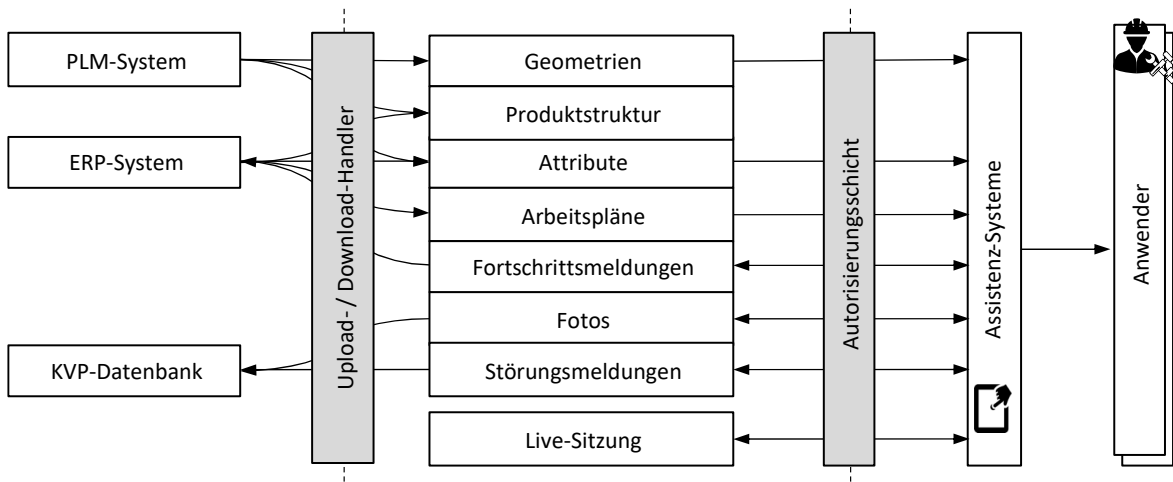 PLM-System
ERP-System
KVP-Datenbank
Upload- / Download-Handler
Geometrien
Produktstruktur
Attribute
Arbeitspläne
Fortschrittsmeldungen
Fotos
Störungsmeldungen
Live-Sitzung
Autorisierungsschicht
Assistenz-Systeme
Anwender